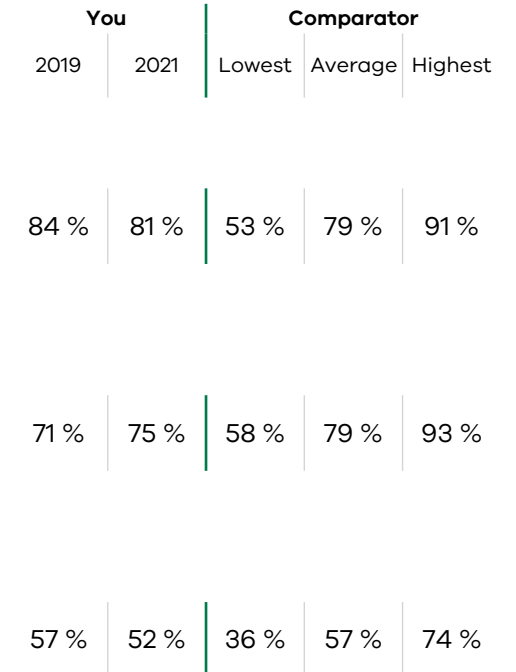 You Comparator
2019 2021 Lowest Average Highest
84 % 81 % 53 % 79 % 91 %
71 % 75 % 58 % 79 % 93 %
57 % 52 % 36 % 57 % 74 %